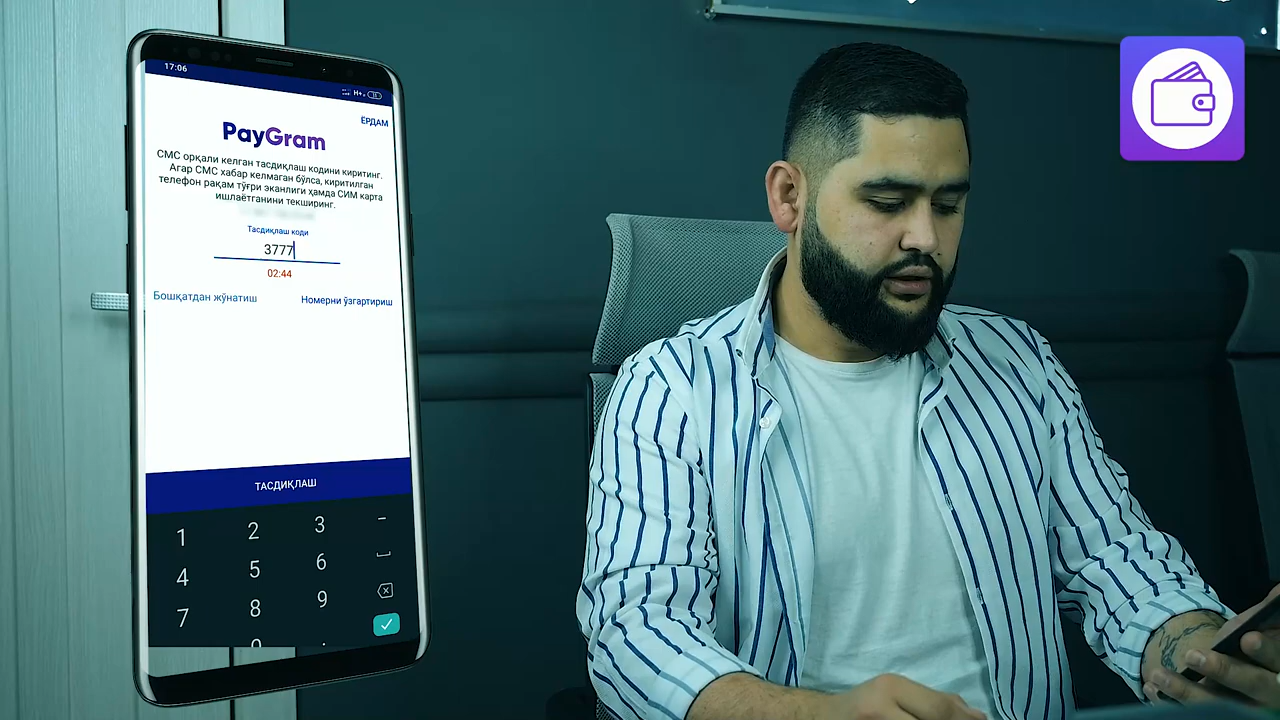 17:06
H+
ЁРДАМ
PayGram
СМС орқали келган тасдиқлаш кодини киритинг.
Агар СМС хабар келмаган бўлса, киритилган
телефон рақам тўғри эканлиги ҳамда СИМ карта
ишлаётганини текширинг.
Тасдиқлаш коди
3777
02:44
Бошқатдан жўнатиш Номерни ўзгартириш
ТАСДИҚЛАШ
1 2 3 -
4 5 6
7 8 9
0 .